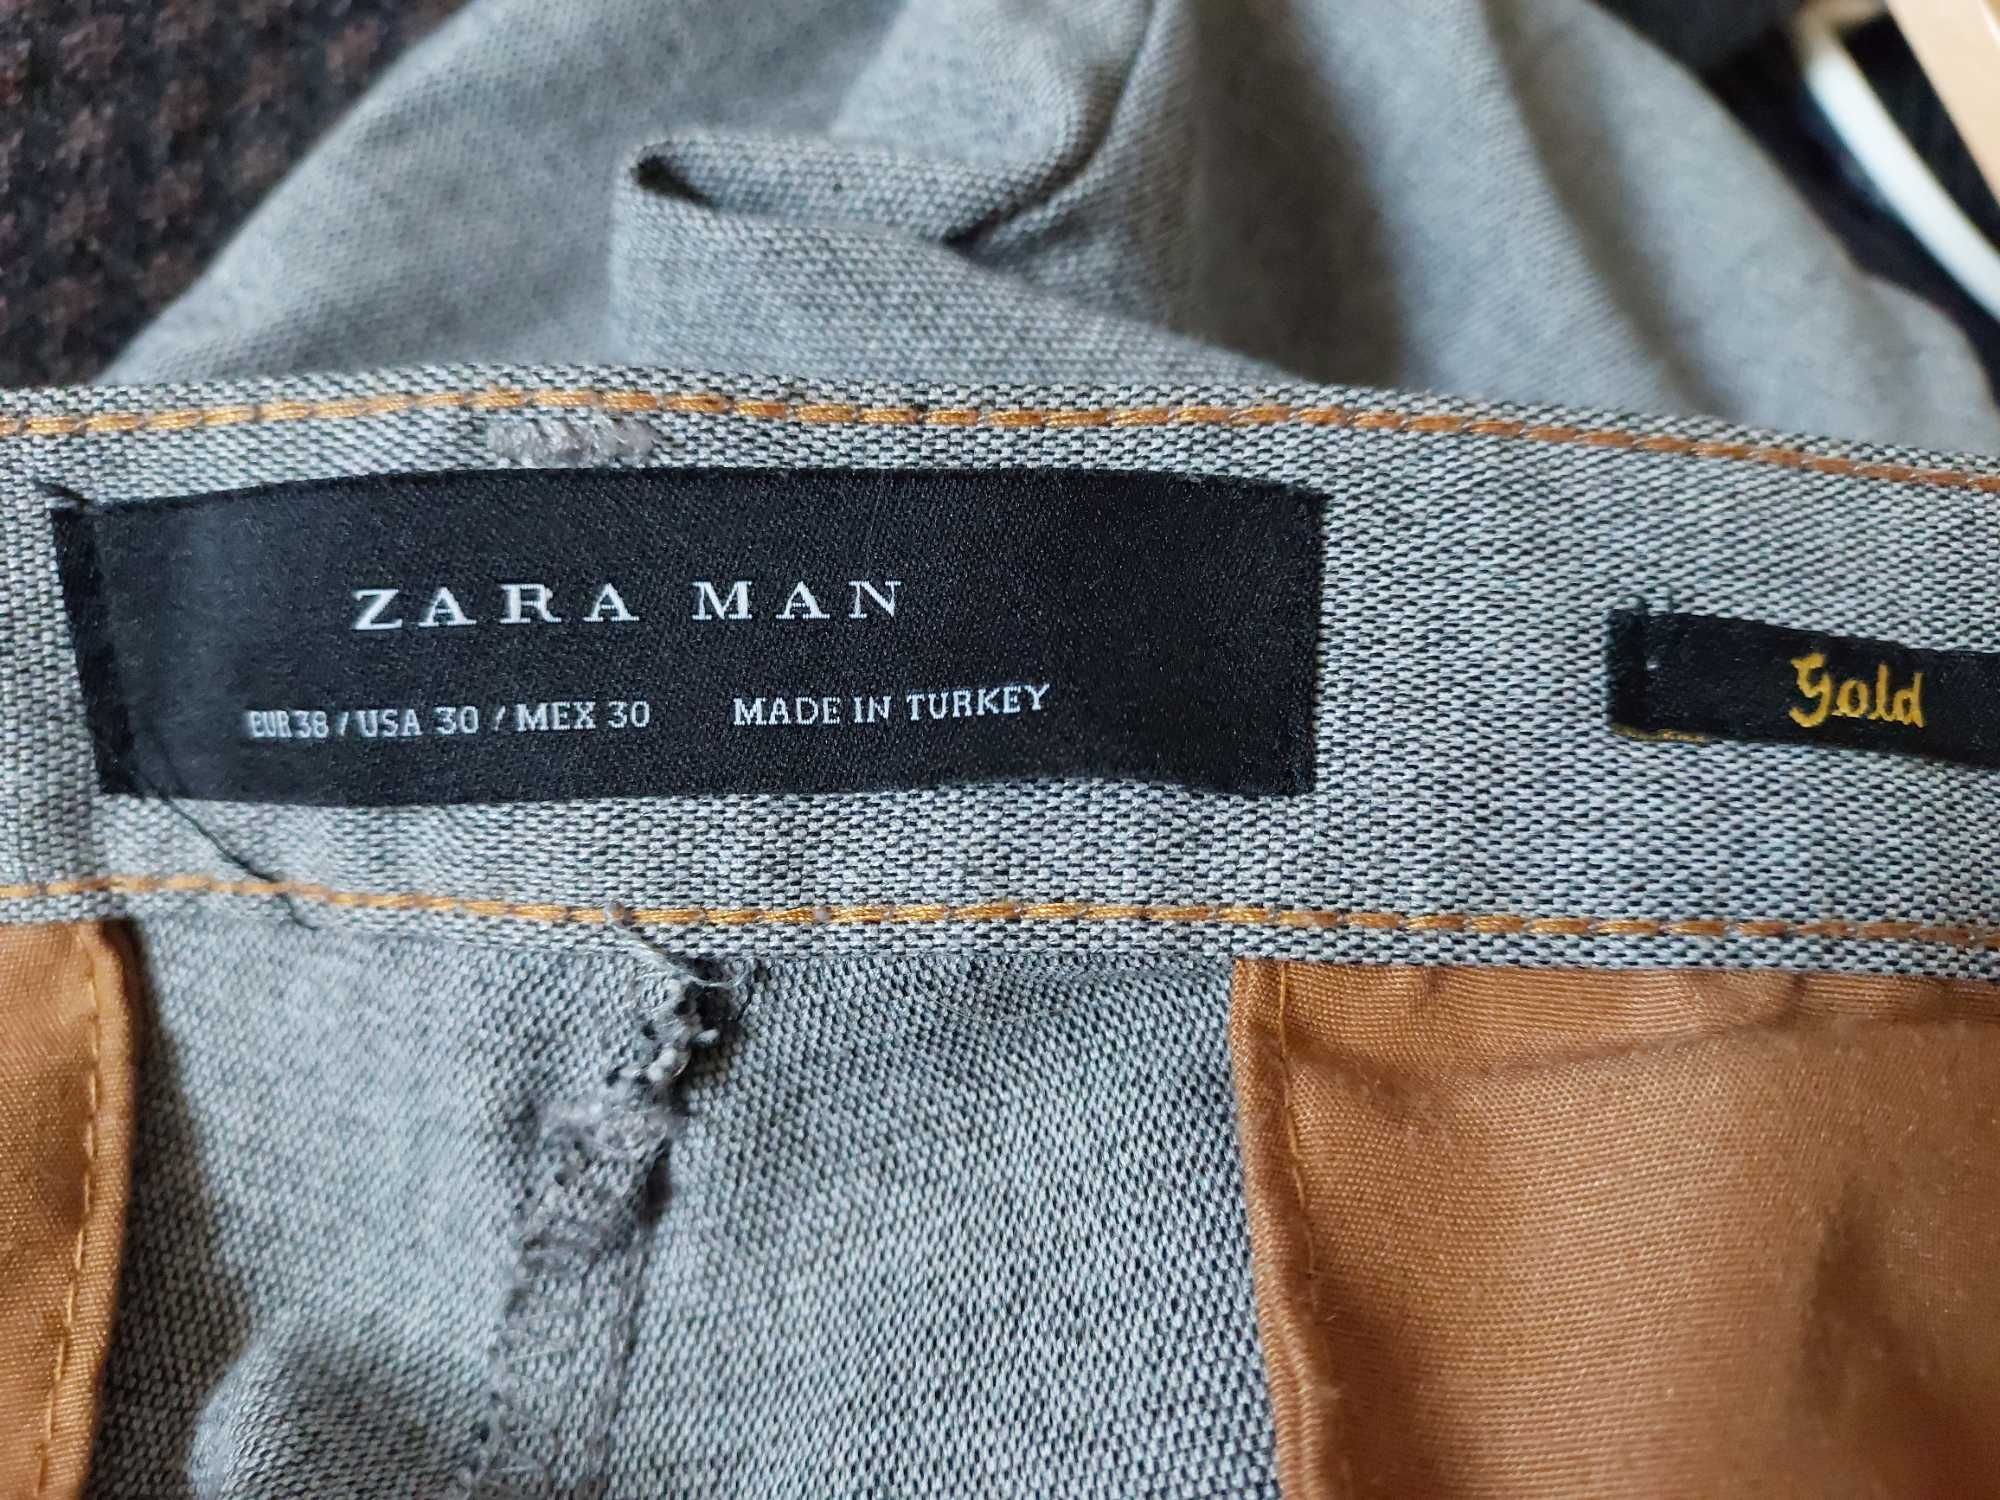 ZARA MAN
EUR 38 / USA 30 / MEX 30 MADE IN TURKEY
Gold